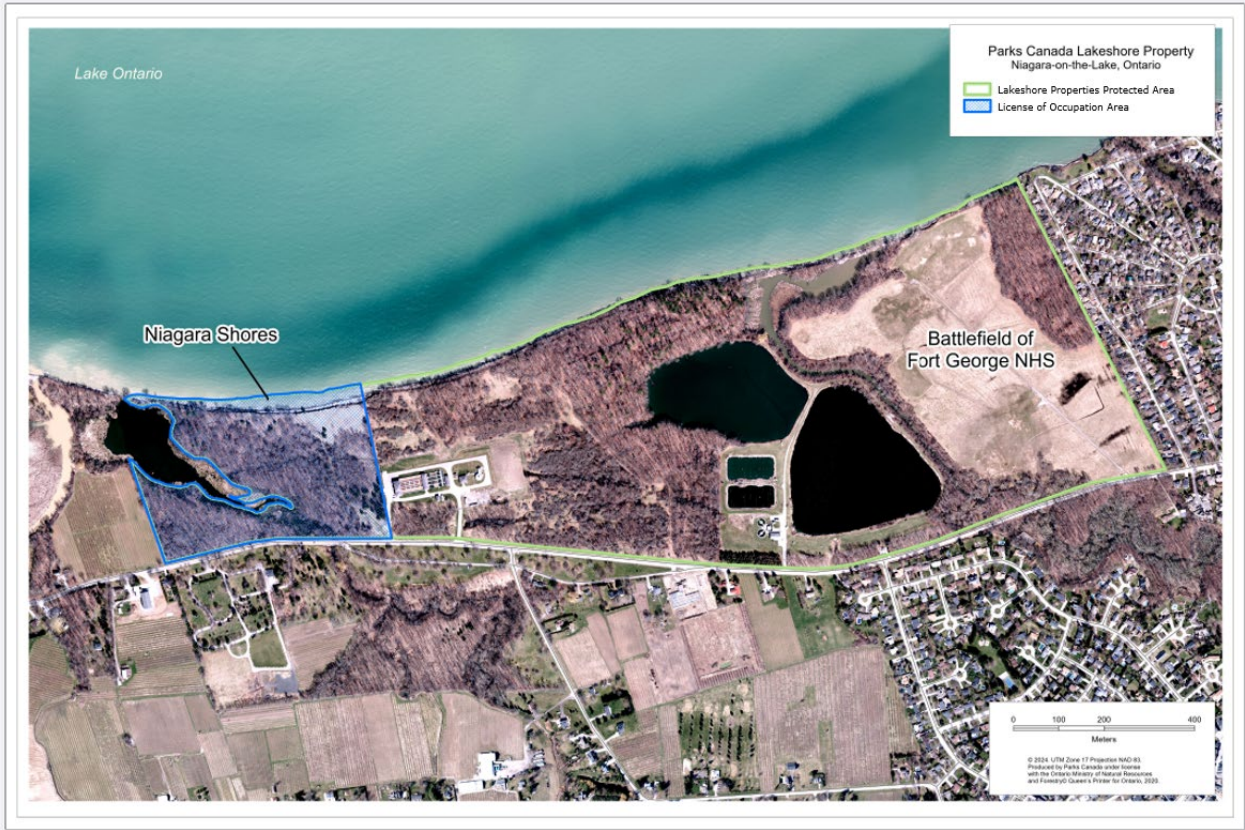 Lake Ontario
Parks Canada Lakeshore Property
Niagara-on-the-Lake, Ontario
Lakeshore Properties Protected Area
License of Occupation Area
Niagara Shores
Battlefield of
Fort George NHS
0 100 200 400
Meters
© 2024. UTM Zone 17 Projection NAD 83.
Produced by Parks Canada under license
with the Ontario Ministry of Natural Resources
and Forestry© Queen's Printer for Ontario, 2020.